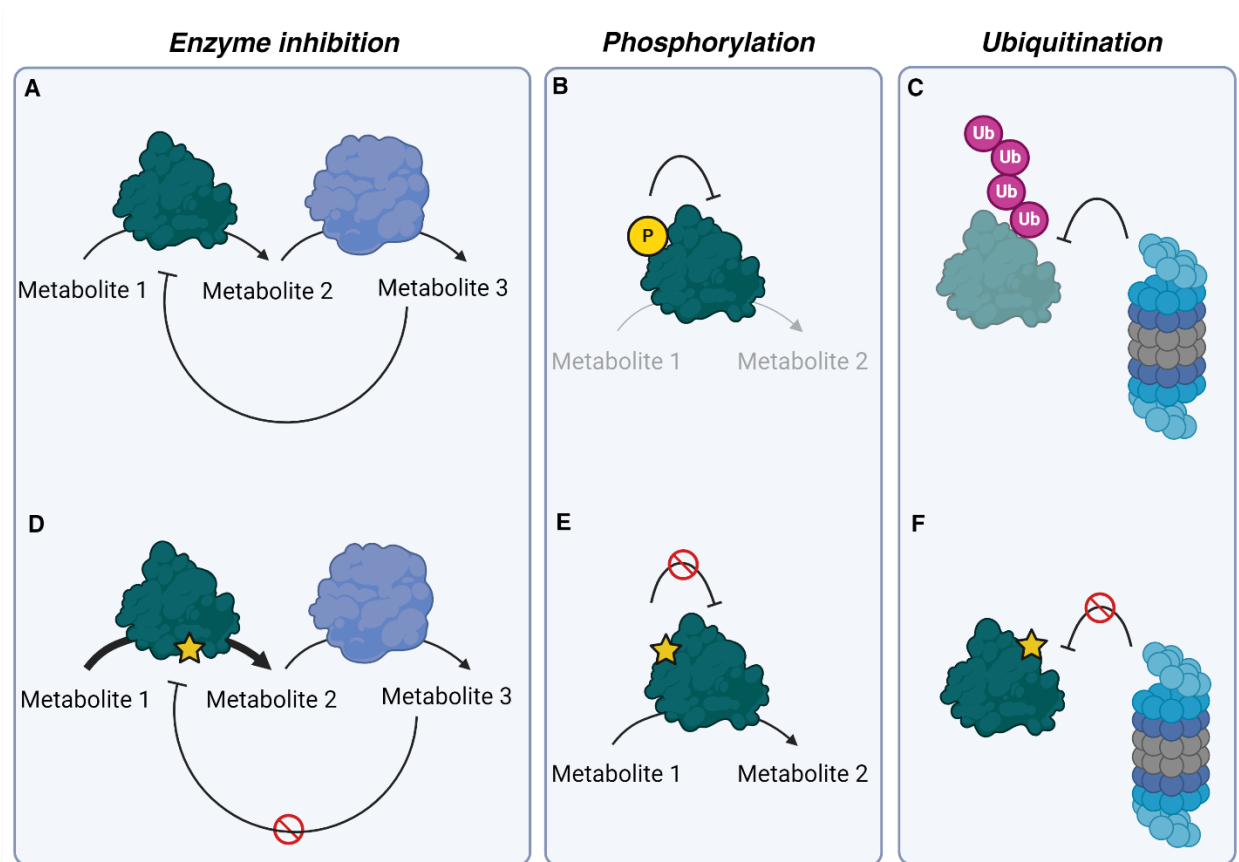 Enzyme inhibition
Phosphorylation
Ubiquitination
A
Metabolite 1
Metabolite 2
Metabolite 3
B
P
Metabolite 1
Metabolite 2
C
Ub
Ub
Ub
Ub
D
Metabolite 1
Metabolite 2
Metabolite 3
E
Metabolite 1
Metabolite 2
F